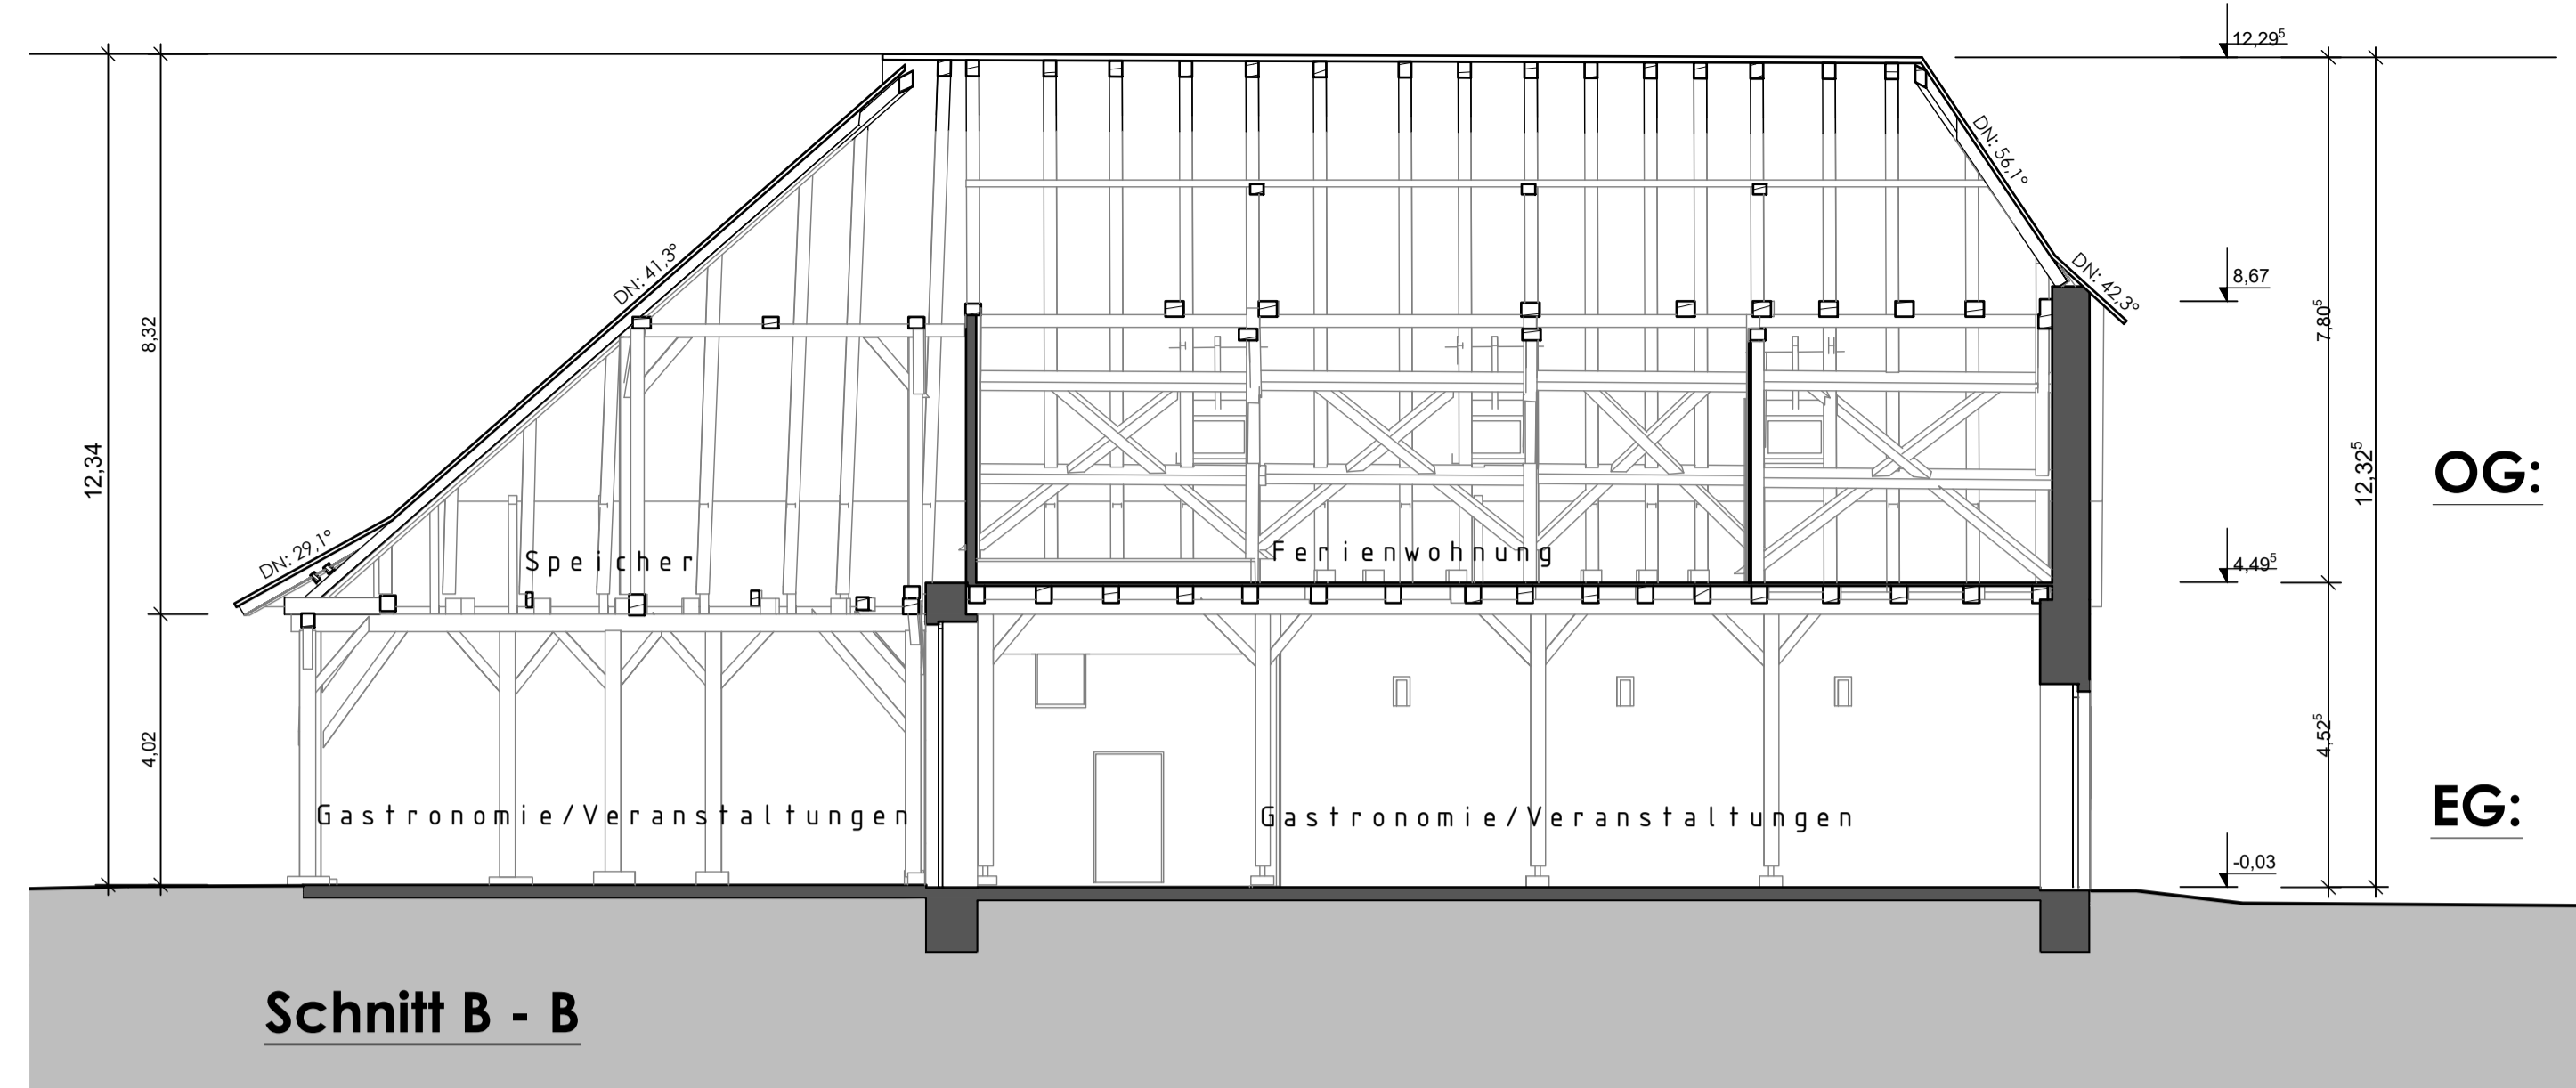 12,29⁵
DN: 56,1°
DN: 41,3°
8,67
DN: 42,3°
8,32
7,80⁵
12,34
12,32⁵
OG:
DN: 29,1°
Speicher
Ferienwohnung
4,49⁵
4,02
4,52⁵
Gastronomie/Veranstaltungen
Gastronomie/Veranstaltungen
EG:
-0,03
Schnitt B - B